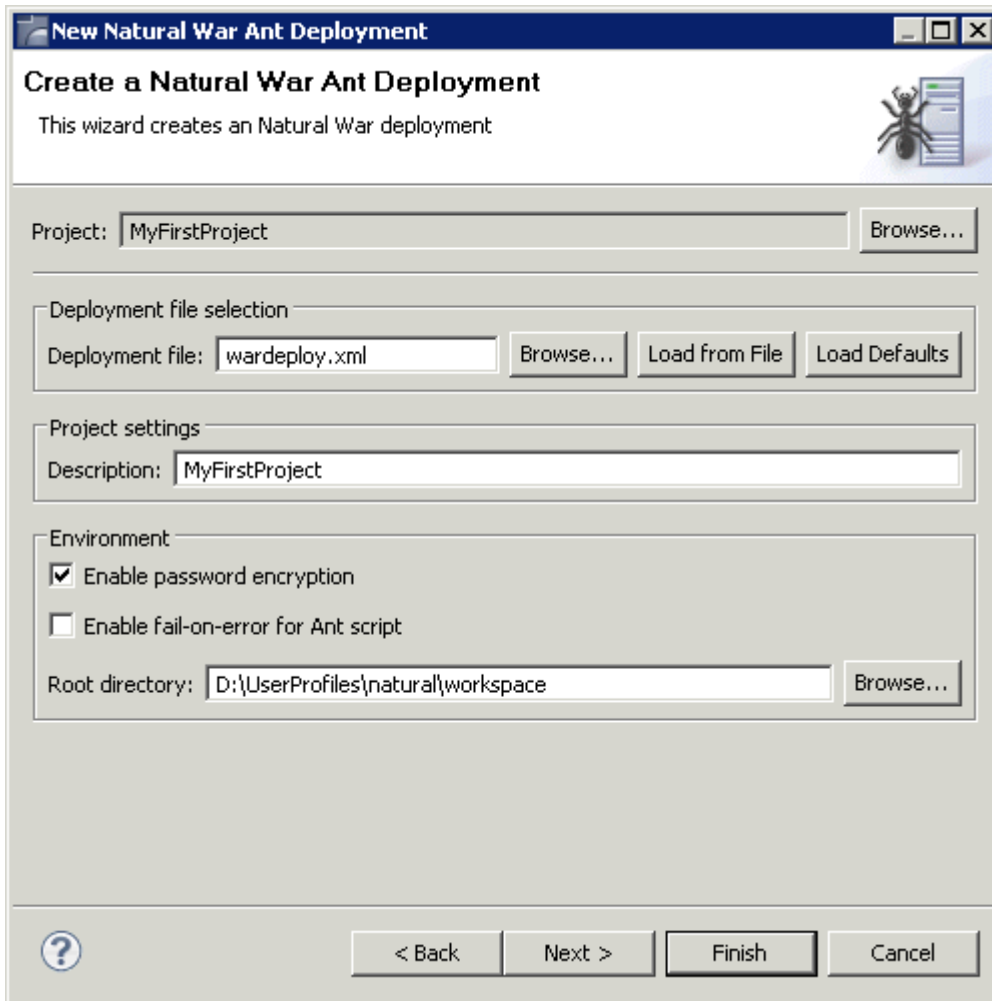 New Natural War Ant Deployment
Create a Natural War Ant Deployment
This wizard creates an Natural War deployment
Project: MyFirstProject Browse...
Deployment file selection
Deployment file: wardeploy.xml Browse... Load from File Load Defaults
Project settings
Description: MyFirstProject
Environment
Enable password encryption
Enable fail-on-error for Ant script
Root directory: D:\UserProfiles\natural\workspace Browse...
? < Back Next > Finish Cancel